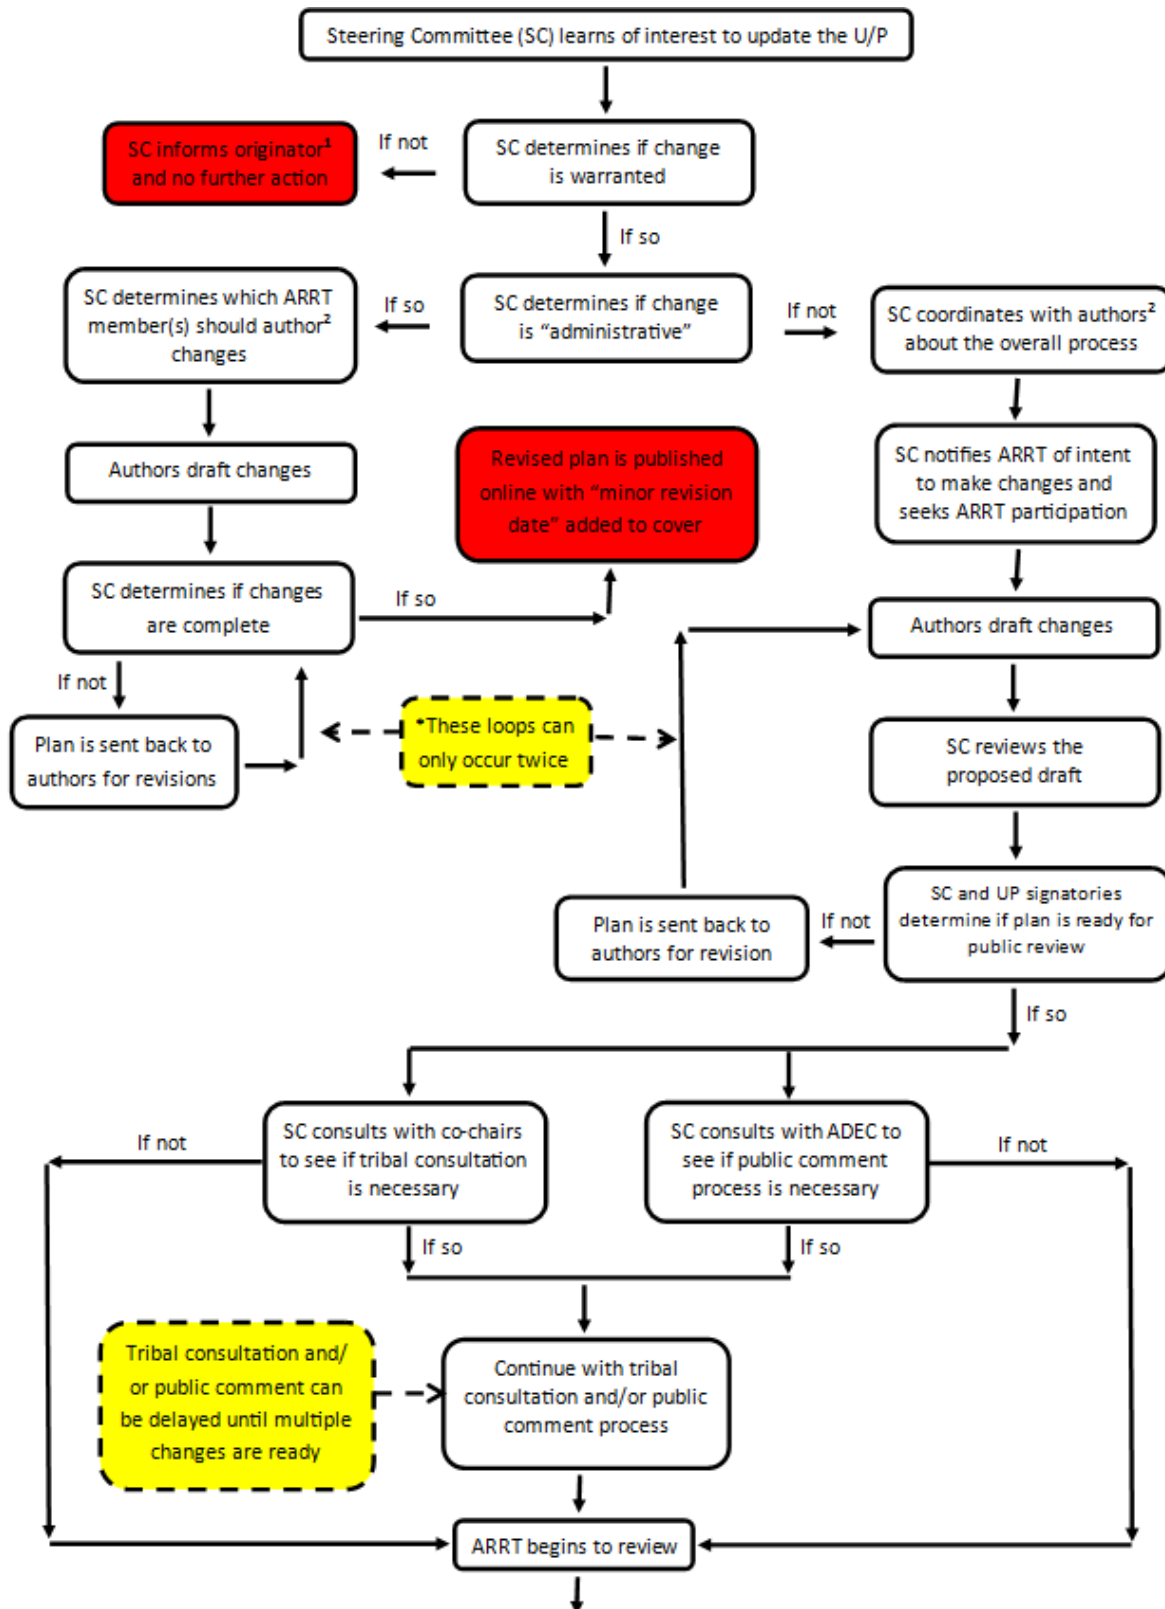 Steering Committee (SC) learns of interest to update the U/P
If not
SC informs originator¹
and no further action
SC determines if change
is warranted
If so
SC determines which ARRT
member(s) should author²
changes
If so
SC determines if change
is “administrative”
If not
SC coordinates with authors²
about the overall process
Authors draft changes
Revised plan is published
online with “minor revision
date” added to cover
SC notifies ARRT of intent
to make changes and
seeks ARRT participation
SC determines if changes
are complete
If so
Authors draft changes
If not
Plan is sent back to
authors for revisions
*These loops can
only occur twice
SC reviews the
proposed draft
Plan is sent back to
authors for revision
If not
SC and UP signatories
determine if plan is ready for
public review
If so
If not
SC consults with co-chairs
to see if tribal consultation
is necessary
SC consults with ADEC to
see if public comment
process is necessary
If not
If so
If so
Tribal consultation and/
or public comment can
be delayed until multiple
changes are ready
Continue with tribal
consultation and/or public
comment process
ARRT begins to review